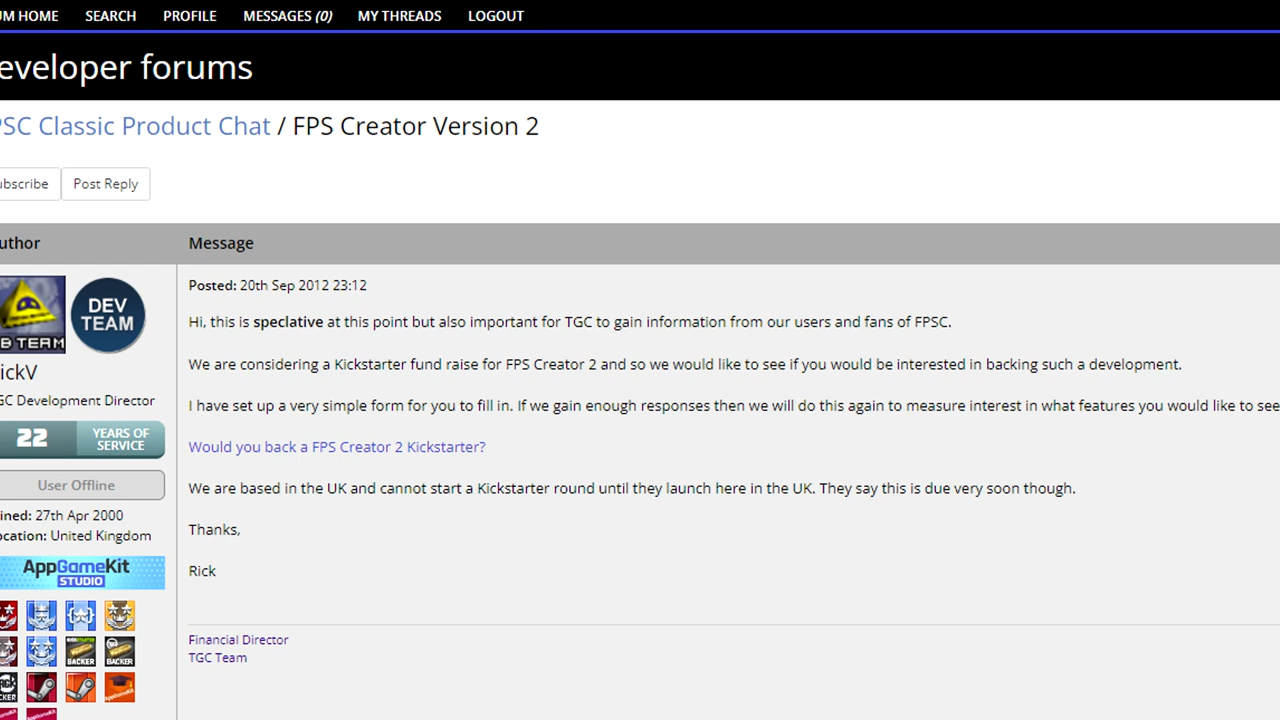 UM HOME SEARCH PROFILE MESSAGES (0) MY THREADS LOGOUT
eveloper forums
PSC Classic Product Chat / FPS Creator Version 2
ubscribe Post Reply
uthor Message
Posted: 20th Sep 2012 23:12
Hi, this is speclative at this point but also important for TGC to gain information from our users and fans of FPSC.
We are considering a Kickstarter fund raise for FPS Creator 2 and so we would like to see if you would be interested in backing such a development.
I have set up a very simple form for you to fill in. If we gain enough responses then we will do this again to measure interest in what features you would like to see
Would you back a FPS Creator 2 Kickstarter?
We are based in the UK and cannot start a Kickstarter round until they launch here in the UK. They say this is due very soon though.
Thanks,
Rick
Financial Director
TGC Team
B TEAM
DEV
TEAM
ickV
GC Development Director
22 YEARS OF
SERVICE
User Offline
ined: 27th Apr 2000
ocation: United Kingdom
AppGameKit
STUDIO
KICKSTARTER
BACKER
BACKER
CKER
AppGameKit
AppGameKit